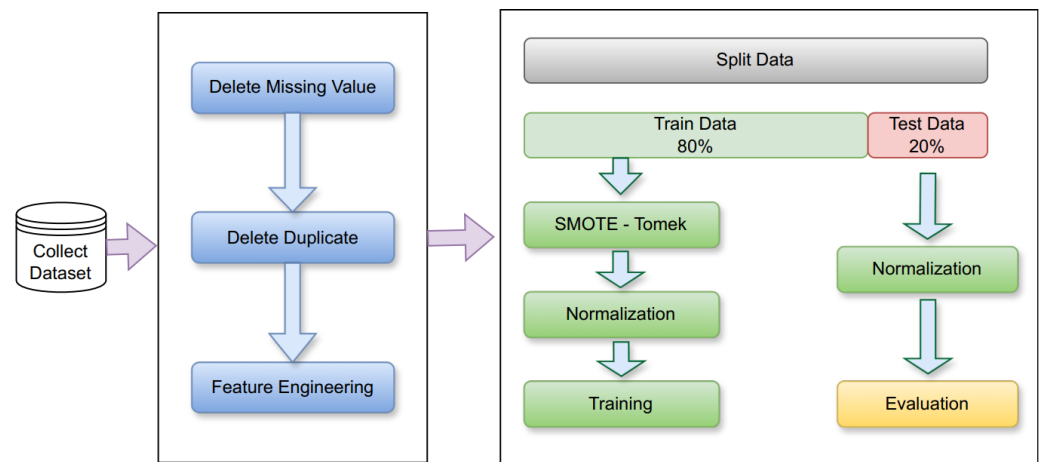 Collect
Dataset
Delete Missing Value
Delete Duplicate
Feature Engineering
Split Data
Train Data
80%
Test Data
20%
SMOTE - Tomek
Normalization
Training
Normalization
Evaluation